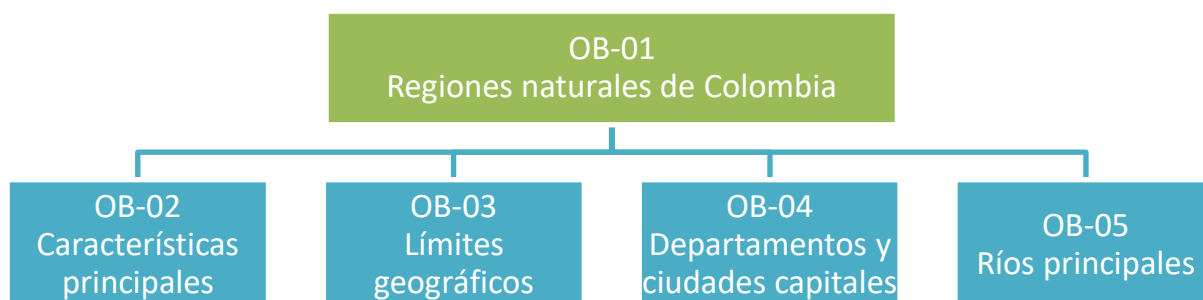 OB-01
Regiones naturales de Colombia
OB-02
Características
principales
OB-03
Límites
geográficos
OB-04
Departamentos y
ciudades capitales
OB-05
Ríos principales